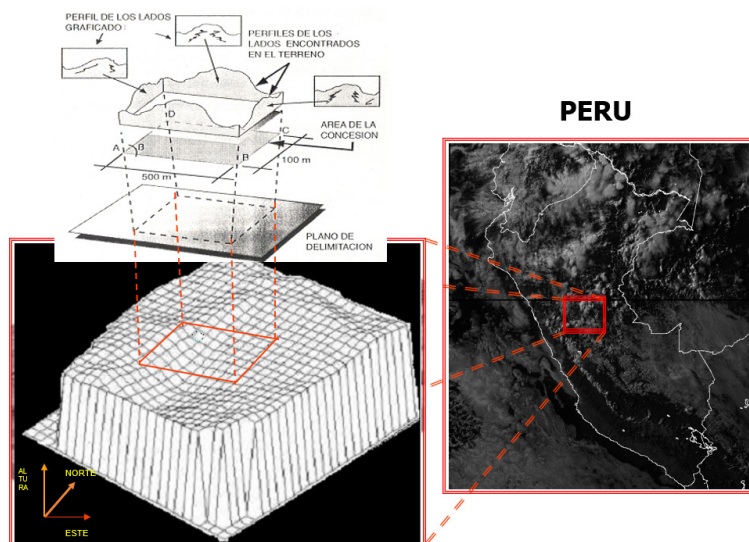 PERFIL DE LOS LADOS
GRAFICADO:
PERFILES DE LOS
LADOS ENCONTRADOS
EN EL TERRENO
D
A
B
C
B
AREA DE LA
CONCESION
500 m
100 m
PLANO DE
DELIMITACION
PERU
AL
TU
RA
NORTE
ESTE